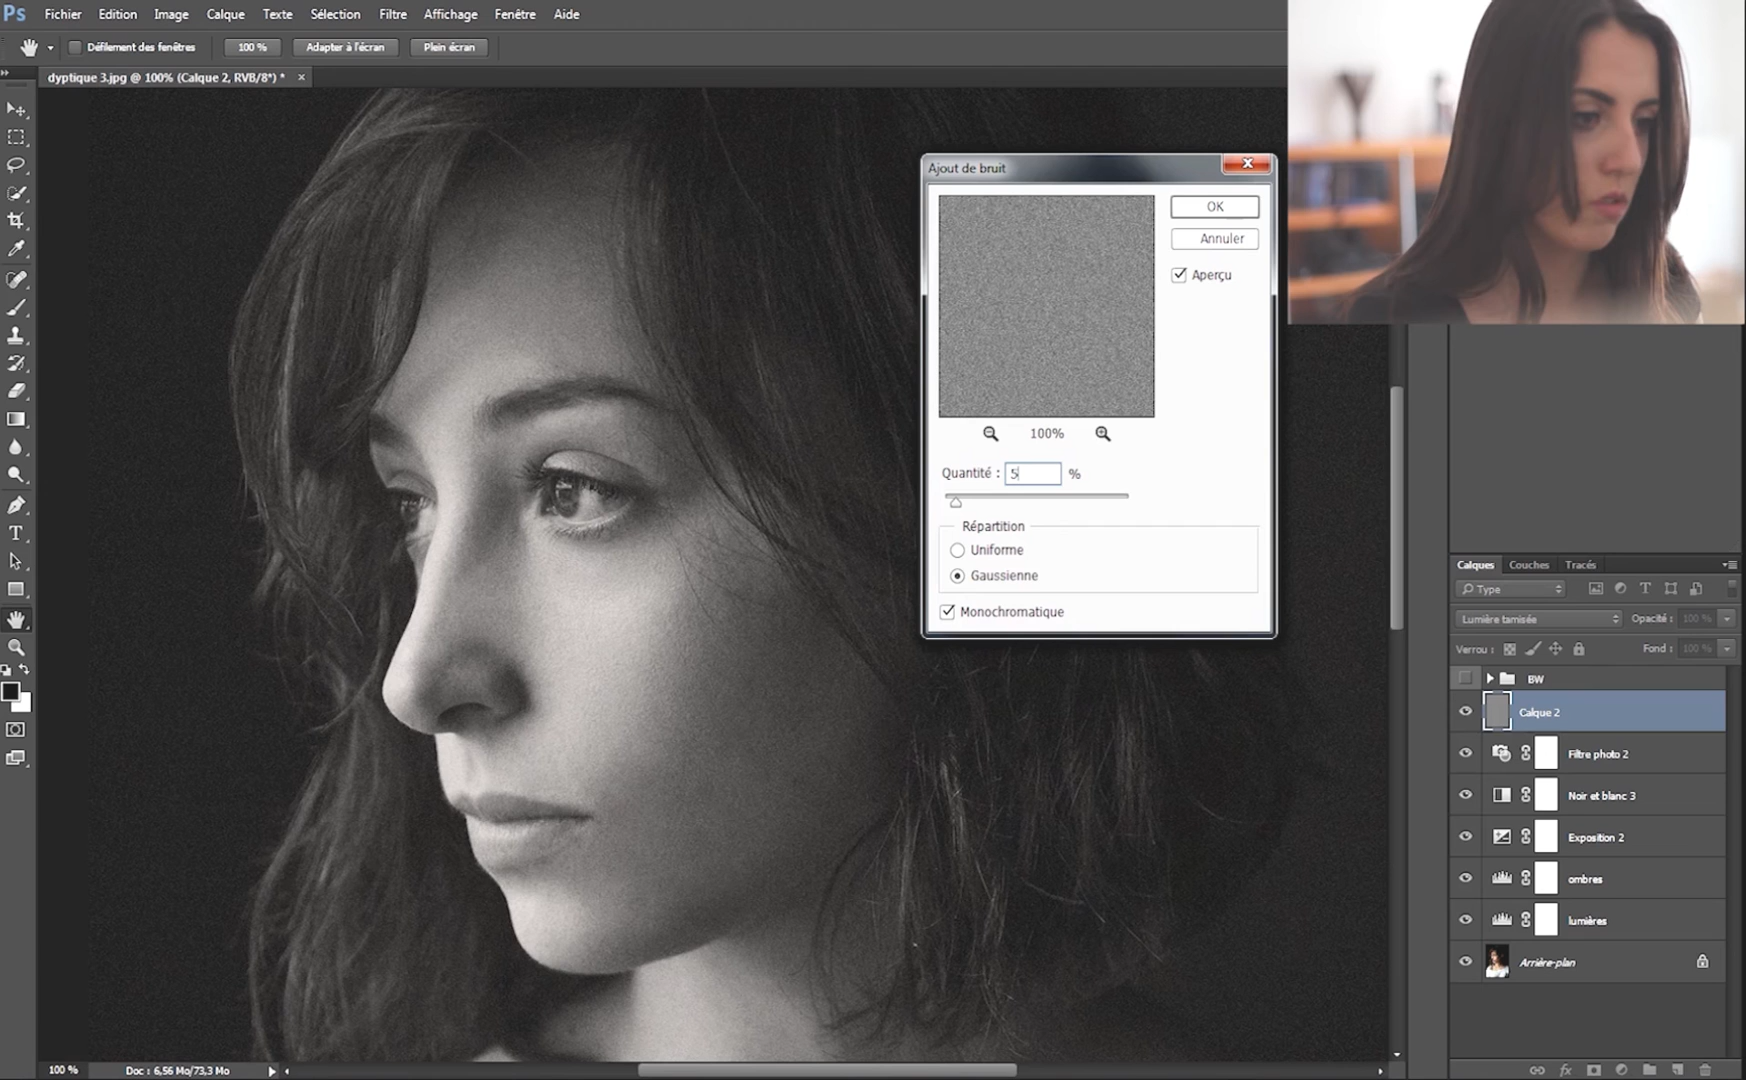 Ps Fichier Edition Image Calque Texte Sélection Filtre Affichage Fenêtre Aide
Défilement des fenêtres 100 % Adapter à l'écran Plein écran
dyptique 3.jpg @ 100% (Calque 2, RVB/8*) * ×
Ajout de bruit
OK
Annuler
Aperçu
100%
Quantité : 5 %
Répartition
Uniforme
Gaussienne
Monochromatique
T
Calques Couches Tracés
Type T
Lumière tamisée Opacité : 100 %
Verrou : Fond : 100 %
BW
Calque 2
Filtre photo 2
Noir et blanc 3
Exposition 2
ombres
lumières
Arrière-plan
100 % Doc : 6,56 Mo/73,3 Mo
fx